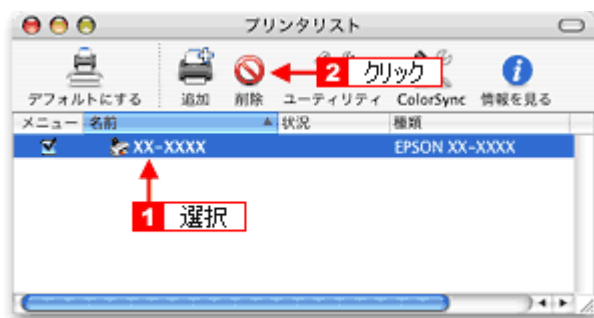 プリンタリスト
2 クリック
デフォルトにする 追加 削除 ユーティリティ ColorSync 情報を見る
メニュー 名前 状況 種類
XX-XXXX EPSON XX-XXXX
1 選択